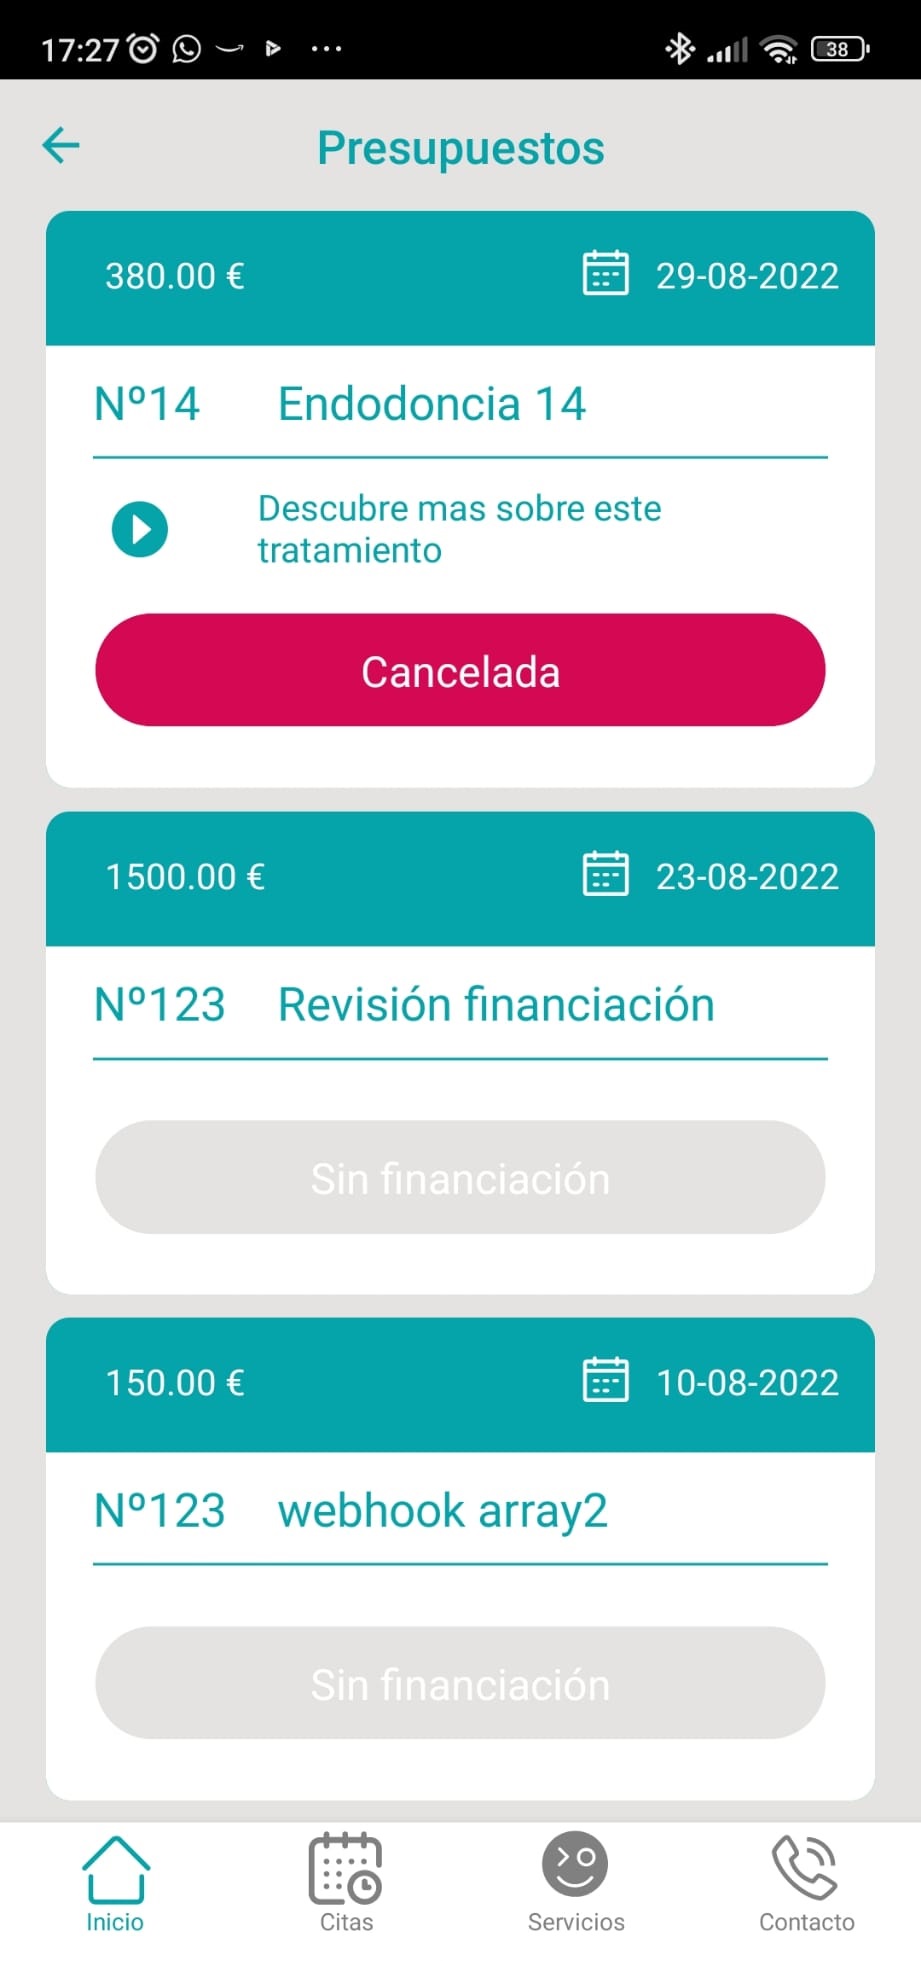 17:27
38
Presupuestos
380.00 € 29-08-2022
Nº14 Endodoncia 14
Descubre mas sobre este
tratamiento
Cancelada
1500.00 € 23-08-2022
Nº123 Revisión financiación
Sin financiación
150.00 € 10-08-2022
Nº123 webhook array2
Sin financiación
Inicio Citas Servicios Contacto